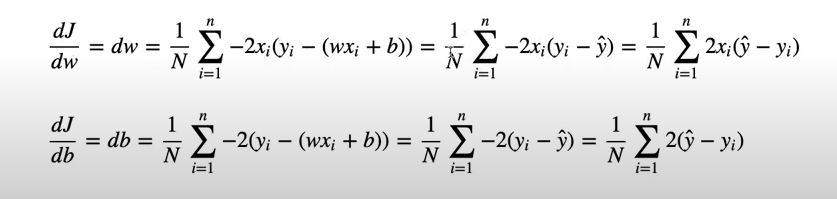 dJ/dw = dw = 1/N ∑_{i=1}^{n} −2x_i(y_i − (wx_i + b)) = 1/N ∑_{i=1}^{n} −2x_i(y_i − ŷ) = 1/N ∑_{i=1}^{n} 2x_i(ŷ − y_i)
dJ/db = db = 1/N ∑_{i=1}^{n} −2(y_i − (wx_i + b)) = 1/N ∑_{i=1}^{n} −2(y_i − ŷ) = 1/N ∑_{i=1}^{n} 2(ŷ − y_i)